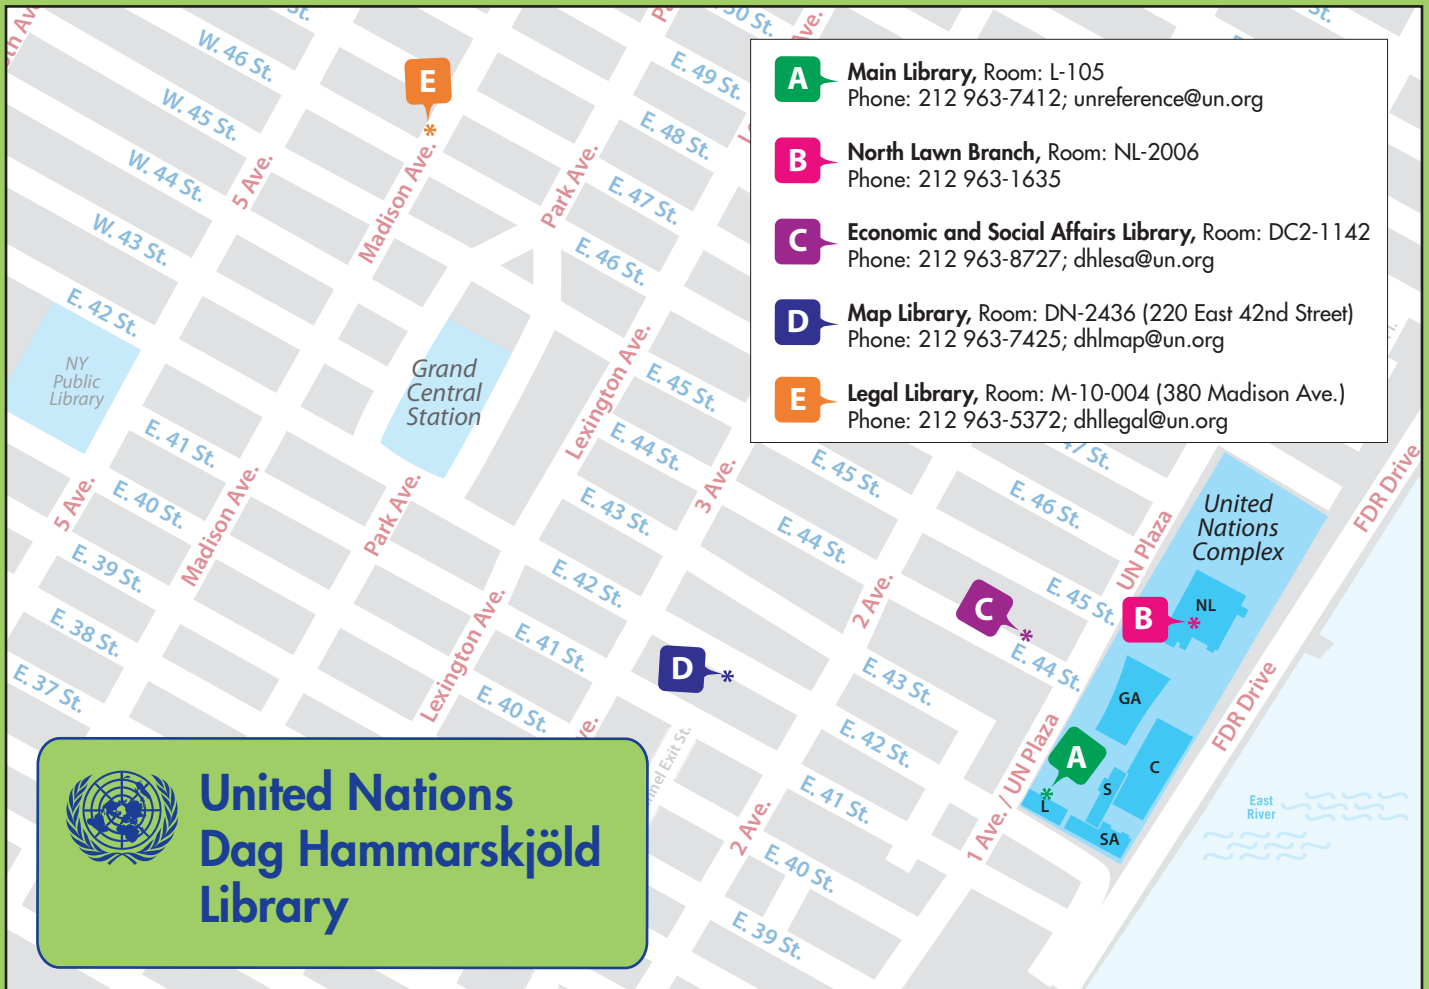 A
Main Library, Room: L-105
Phone: 212 963-7412; unreference@un.org
B
North Lawn Branch, Room: NL-2006
Phone: 212 963-1635
C
Economic and Social Affairs Library, Room: DC2-1142
Phone: 212 963-8727; dhlesa@un.org
D
Map Library, Room: DN-2436 (220 East 42nd Street)
Phone: 212 963-7425; dhlmap@un.org
E
Legal Library, Room: M-10-004 (380 Madison Ave.)
Phone: 212 963-5372; dhllegal@un.org
W. 46 St.
W. 45 St.
W. 44 St.
W. 43 St.
E. 42 St.
5 Ave.
Madison Ave.
E
Park Ave.
E. 49 St.
E. 48 St.
E. 47 St.
E. 46 St.
NY
Public
Library
Grand
Central
Station
Lexington Ave.
E. 45 St.
E. 44 St.
E. 43 St.
E. 42 St.
E. 41 St.
E. 40 St.
3 Ave.
E. 41 St.
E. 40 St.
E. 39 St.
E. 38 St.
E. 37 St.
5 Ave.
Madison Ave.
Park Ave.
Lexington Ave.
47 St.
E. 46 St.
E. 45 St.
E. 44 St.
E. 45 St.
E. 44 St.
E. 43 St.
E. 42 St.
E. 41 St.
E. 40 St.
E. 39 St.
2 Ave.
2 Ave.
UN Plaza
1 Ave. / UN Plaza
FDR Drive
FDR Drive
United
Nations
Complex
C
B
NL
D
GA
A
C
S
L
SA
East
River
United Nations
Dag Hammarskjöld
Library